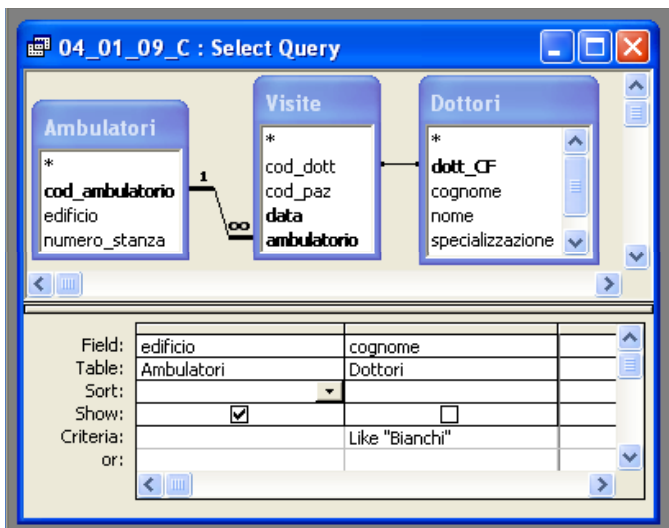 04_01_09_C : Select Query
Ambulatori
*
cod_ambulatorio
edificio
numero_stanza
1
∞
Visite
*
cod_dott
cod_paz
data
ambulatorio
Dottori
*
dott_CF
cognome
nome
specializzazione
Field: edificio cognome
Table: Ambulatori Dottori
Sort:
Show:
Criteria: Like "Bianchi"
or: